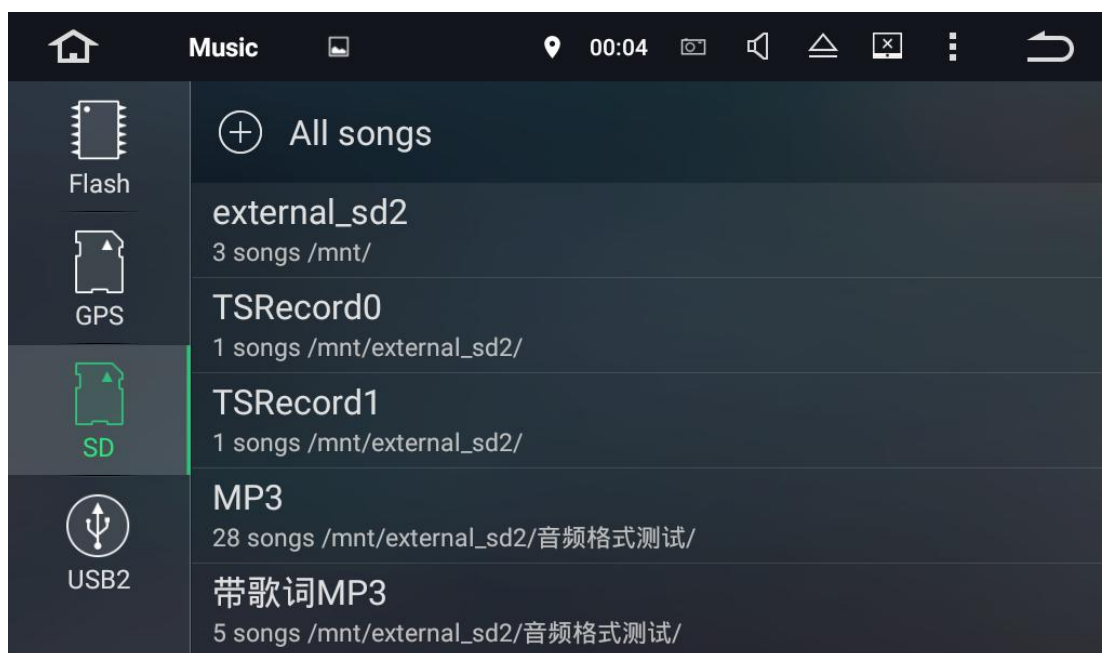 Music 00:04
Flash
GPS
SD
USB2
All songs
external_sd2
3 songs /mnt/
TSRecord0
1 songs /mnt/external_sd2/
TSRecord1
1 songs /mnt/external_sd2/
MP3
28 songs /mnt/external_sd2/音频格式测试/
带歌词MP3
5 songs /mnt/external_sd2/音频格式测试/